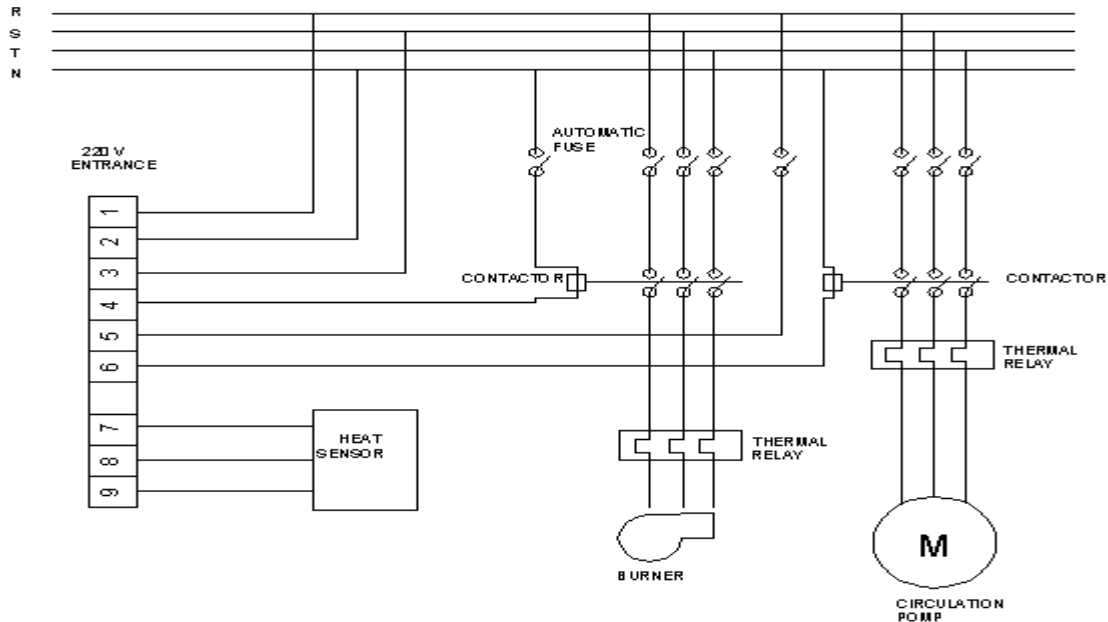 R
S
T
N
AUTOMATİC
FUSE
220 V
ENTRANCE
1
2
3
4
5
6
7
8
9
CONTACTOR
CONTACTOR
THERMAL
RELAY
HEAT
SENSOR
THERMAL
RELAY
M
BURNER
CIRCULATION
POMP